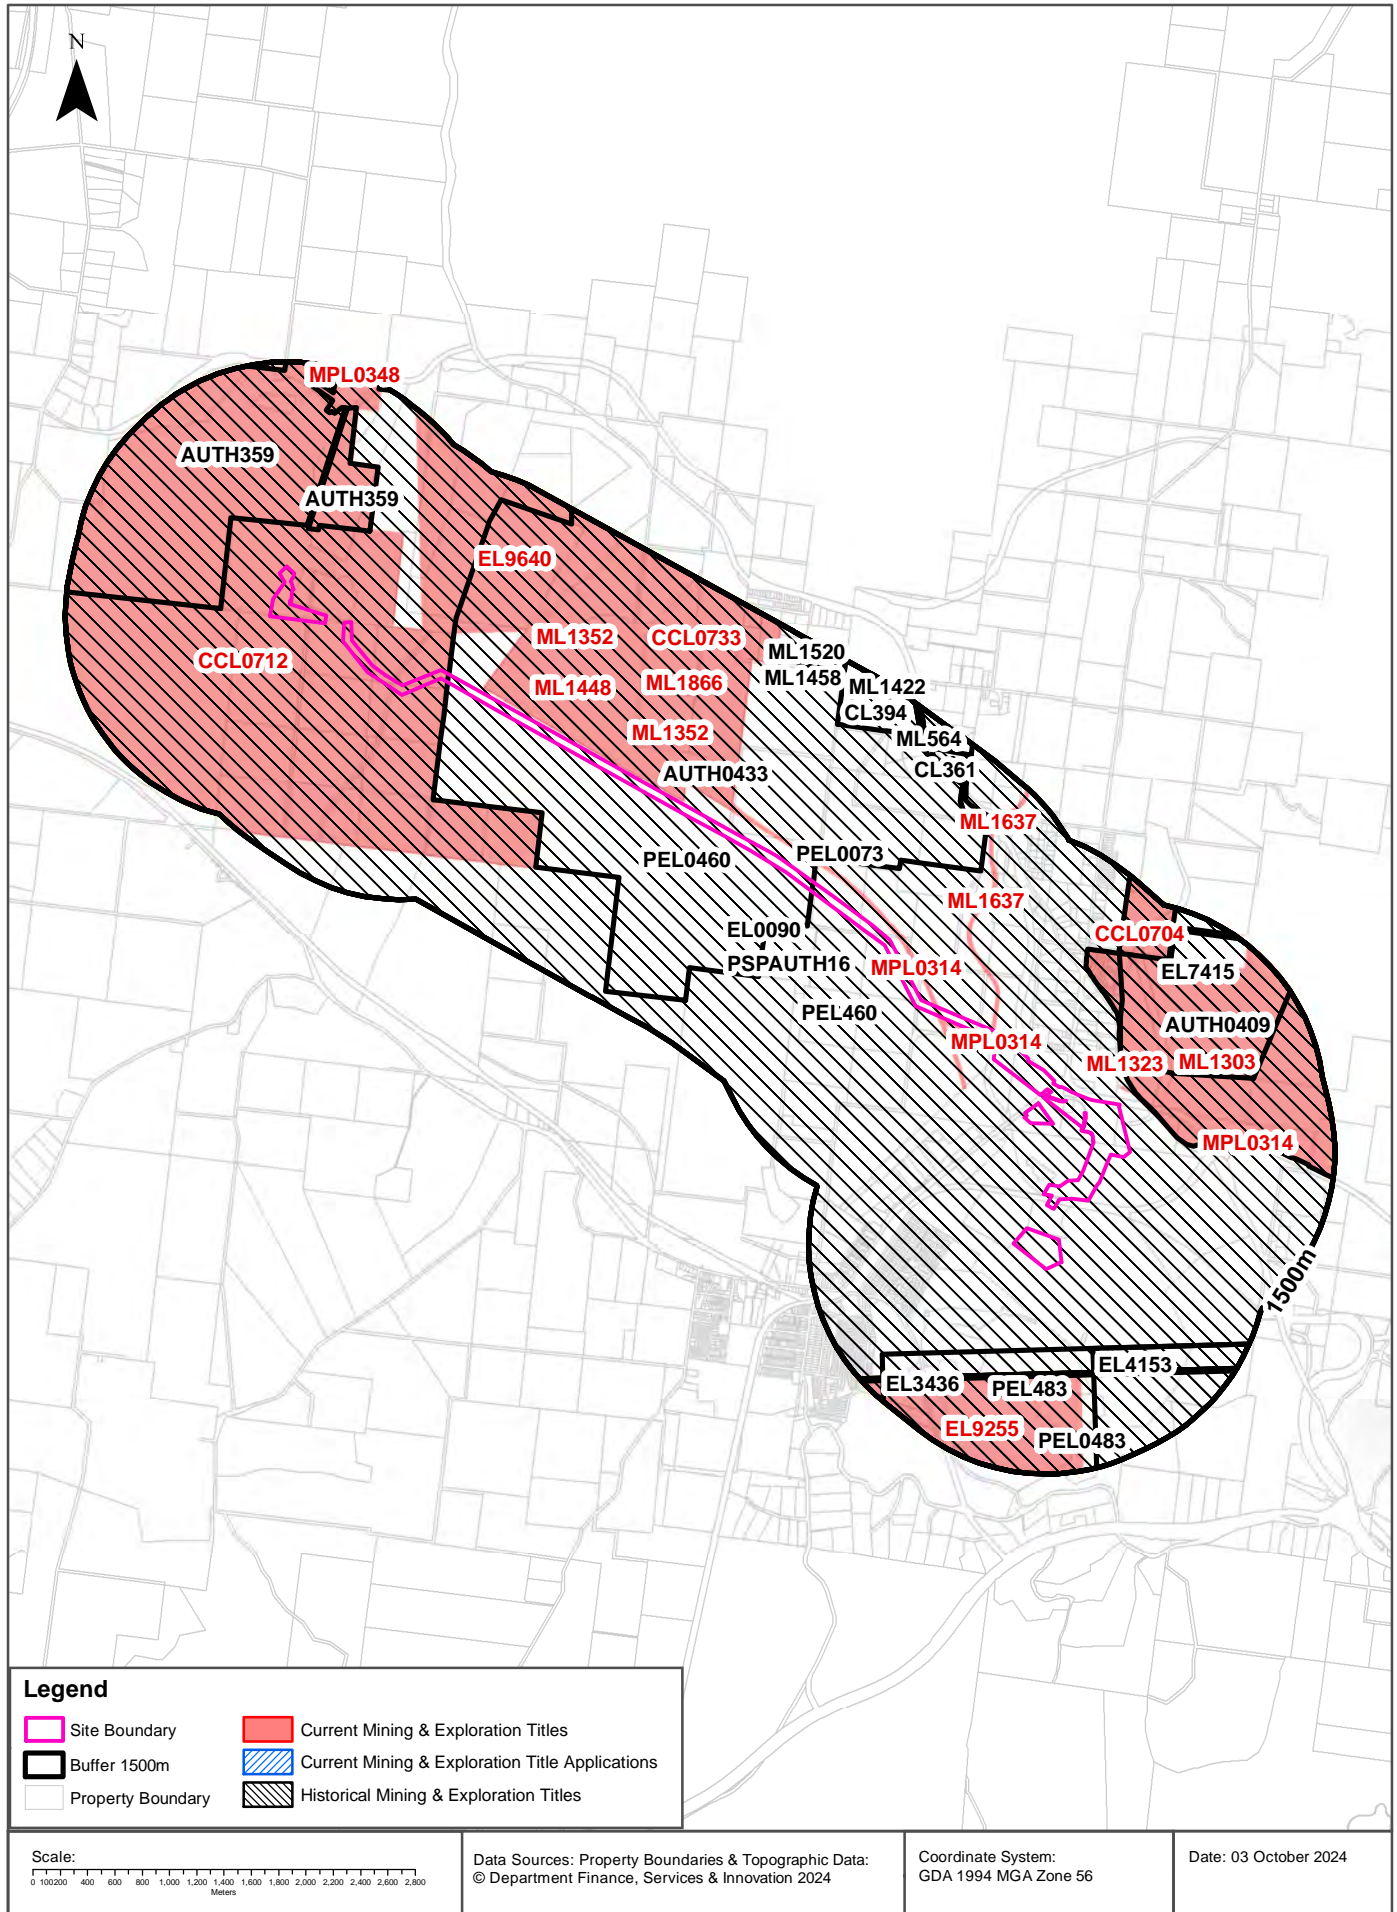 N
MPL0348
AUTH359
AUTH359
EL9640
ML1352
CCL0733
ML1520
CCL0712
ML1448
ML1866
ML1458
ML1422
CL394
ML1352
ML564
AUTH0433
CL361
ML1637
PEL0460
PEL0073
ML1637
EL0090
CCL0704
PSPAUTH16
MPL0314
EL7415
PEL460
AUTH0409
MPL0314
ML1323
ML1303
MPL0314
1500m
EL4153
EL3436
PEL483
EL9255
PEL0483
Legend
Site Boundary
Buffer 1500m
Property Boundary
Current Mining & Exploration Titles
Current Mining & Exploration Title Applications
Historical Mining & Exploration Titles
Scale:
0 100200 400 600 800 1,000 1,200 1,400 1,600 1,800 2,000 2,200 2,400 2,600 2,800
Meters
Data Sources: Property Boundaries & Topographic Data:
© Department Finance, Services & Innovation 2024
Coordinate System:
GDA 1994 MGA Zone 56
Date: 03 October 2024